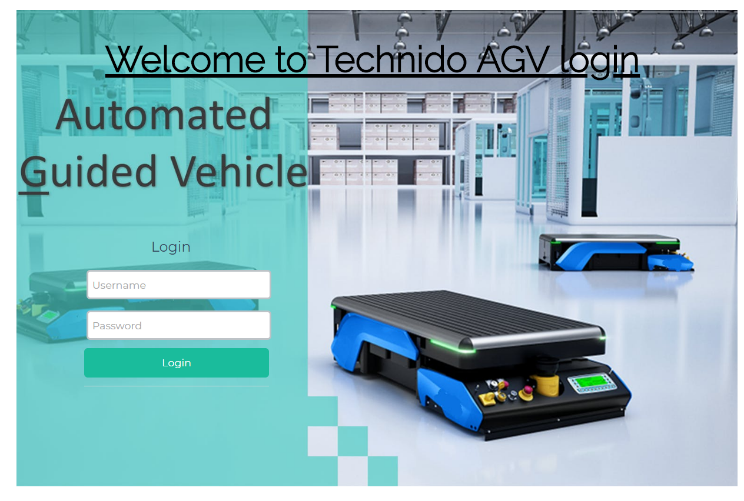 Welcome to Technido AGV login
Automated
Guided Vehicle
Login
Username
Password
Login